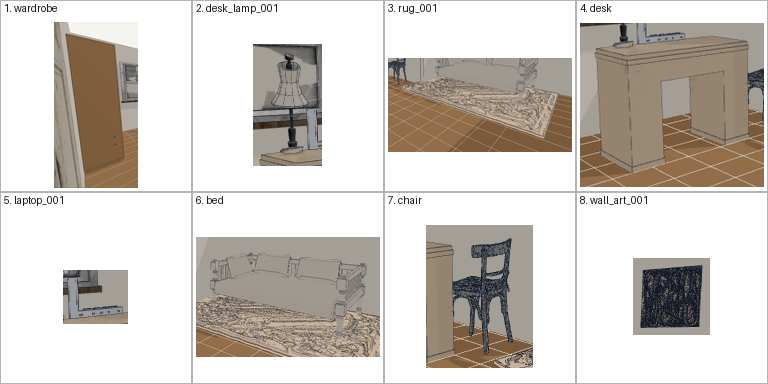 1. wardrobe
2. desk_lamp_001
3. rug_001
4. desk
5. laptop_001
6. bed
7. chair
8. wall_art_001